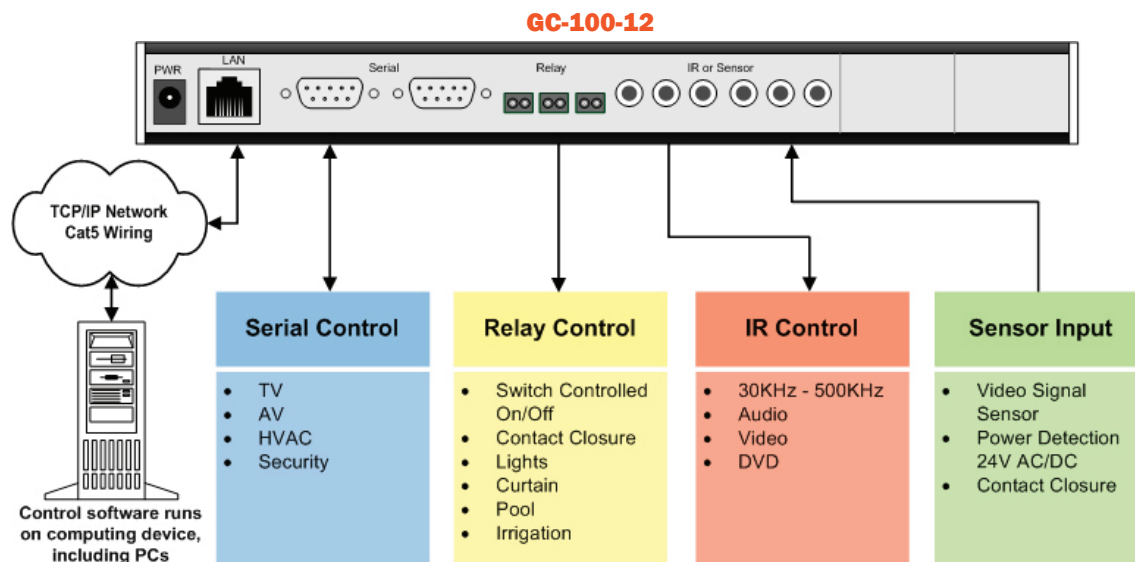 GC-100-12
PWR
LAN
Serial
Relay
IR or Sensor
TCP/IP Network
Cat5 Wiring
Control software runs
on computing device,
including PCs
Serial Control
• TV
• AV
• HVAC
• Security
Relay Control
• Switch Controlled
On/Off
• Contact Closure
• Lights
• Curtain
• Pool
• Irrigation
IR Control
• 30KHz - 500KHz
• Audio
• Video
• DVD
Sensor Input
• Video Signal
Sensor
• Power Detection
24V AC/DC
• Contact Closure